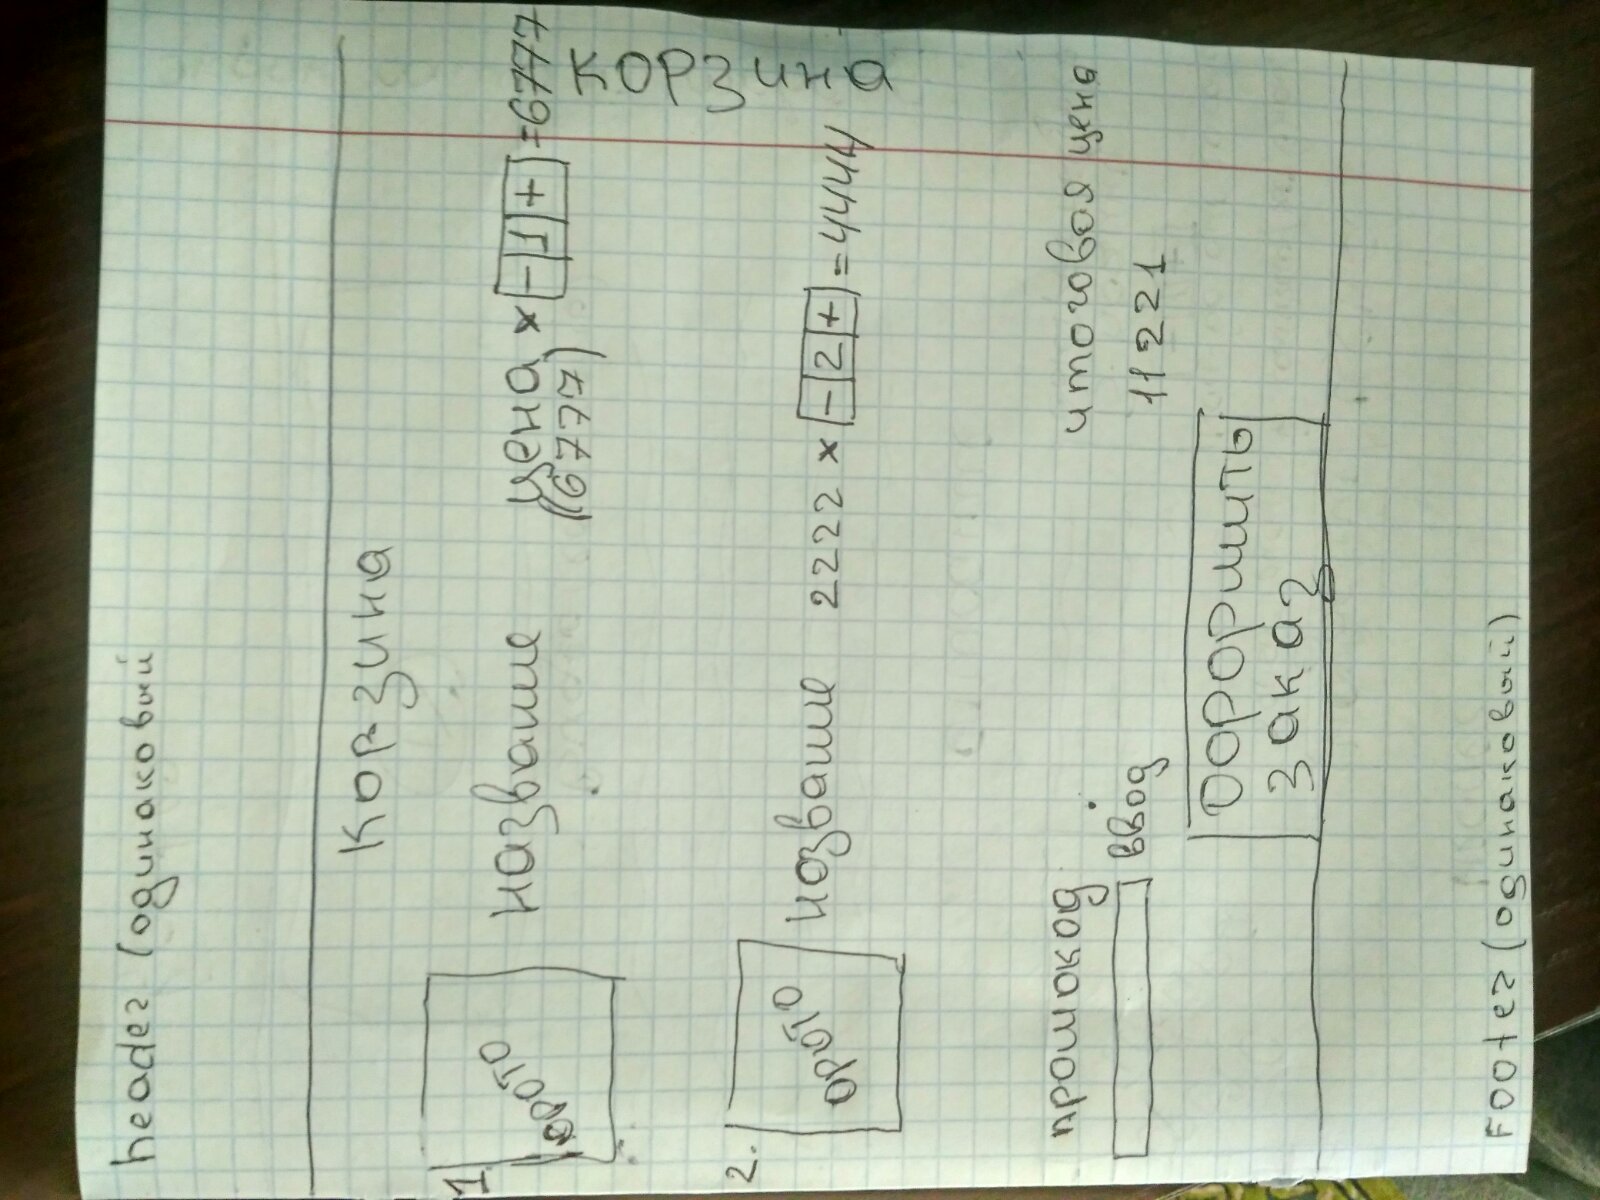 header (одинаковый
Корзина
1 фото название цена × - 1 + = 6777
(6777)
Корзина
2. фото название 2222 × - 2 + = 4444
промокод итоговая цена
ввод 11221
Оформить
заказ
Footer (одинаковый)